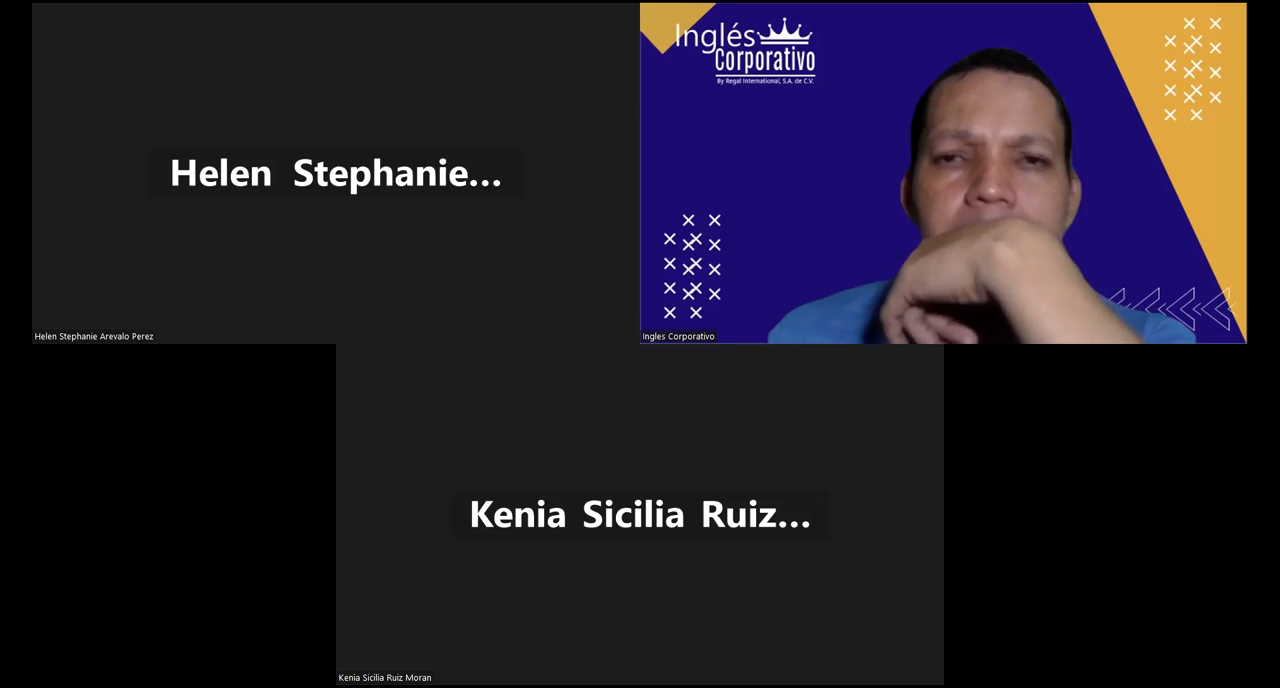 Helen Stephanie...
Helen Stephanie Arevalo Perez
Inglés
Corporativo
By Regal International, S.A. de C.V.
Ingles Corporativo
Kenia Sicilia Ruiz...
Kenia Sicilia Ruiz Moran